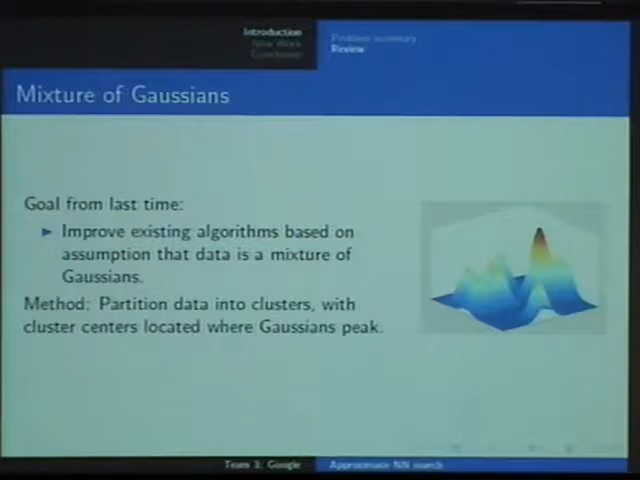 Introduction
New Work
Conclusion
Problem summary
Review
Mixture of Gaussians
Goal from last time:
Improve existing algorithms based on
assumption that data is a mixture of
Gaussians.
Method: Partition data into clusters, with
cluster centers located where Gaussians peak.
Team 3: Google
Approximate NN search